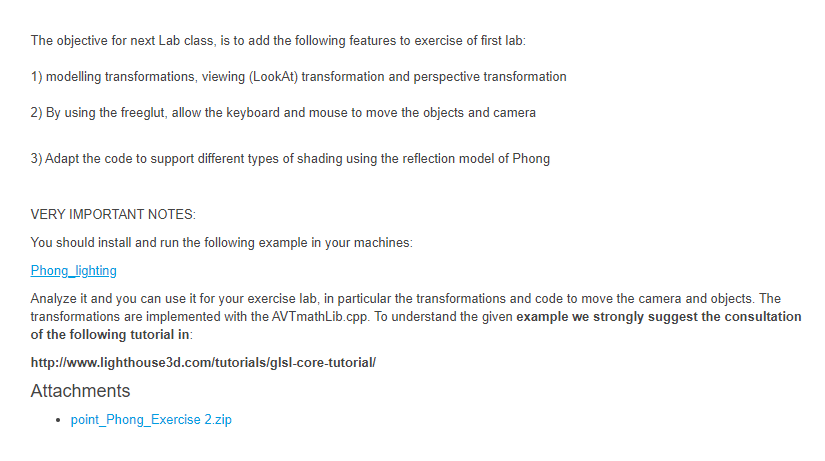 The objective for next Lab class, is to add the following features to exercise of first lab:
1) modelling transformations, viewing (LookAt) transformation and perspective transformation
2) By using the freeglut, allow the keyboard and mouse to move the objects and camera
3) Adapt the code to support different types of shading using the reflection model of Phong
VERY IMPORTANT NOTES:
You should install and run the following example in your machines:
Phong_lighting
Analyze it and you can use it for your exercise lab, in particular the transformations and code to move the camera and objects. The
transformations are implemented with the AVTmathLib.cpp. To understand the given example we strongly suggest the consultation
of the following tutorial in:
http://www.lighthouse3d.com/tutorials/glsl-core-tutorial/
Attachments
• point_Phong_Exercise 2.zip